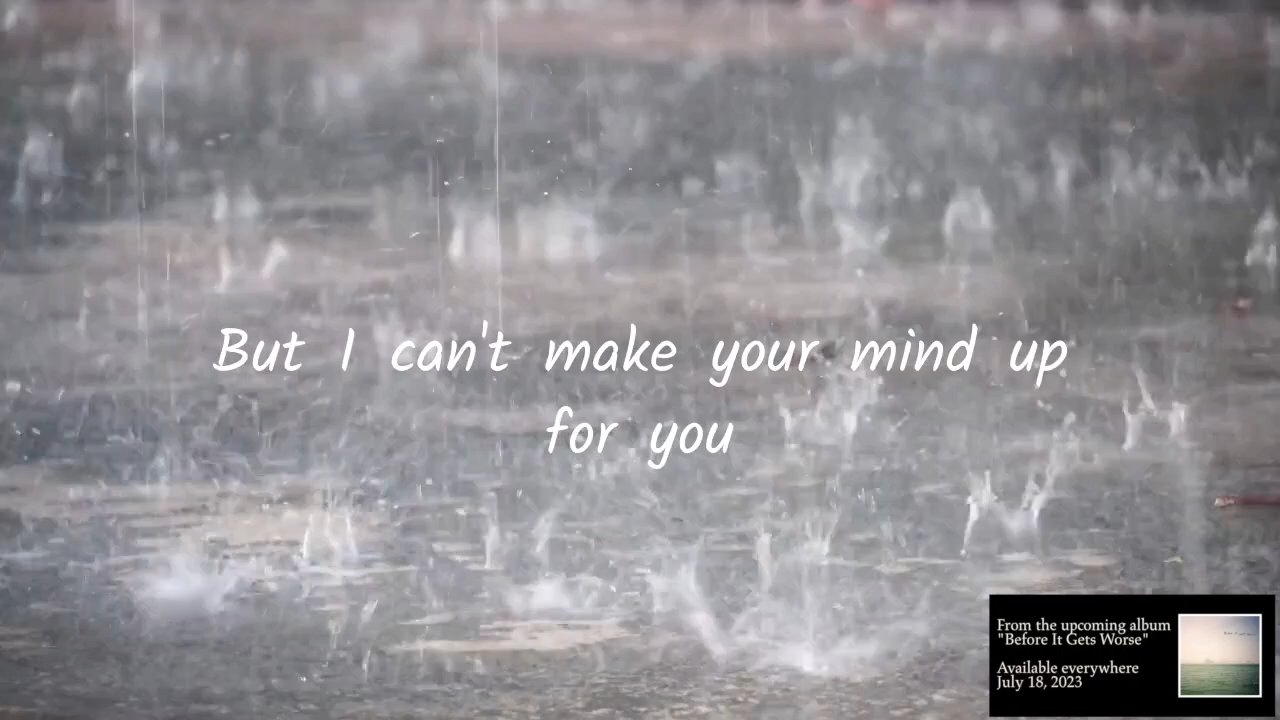 But I can't make your mind up
for you
From the upcoming album
"Before It Gets Worse"
Available everywhere
July 18, 2023